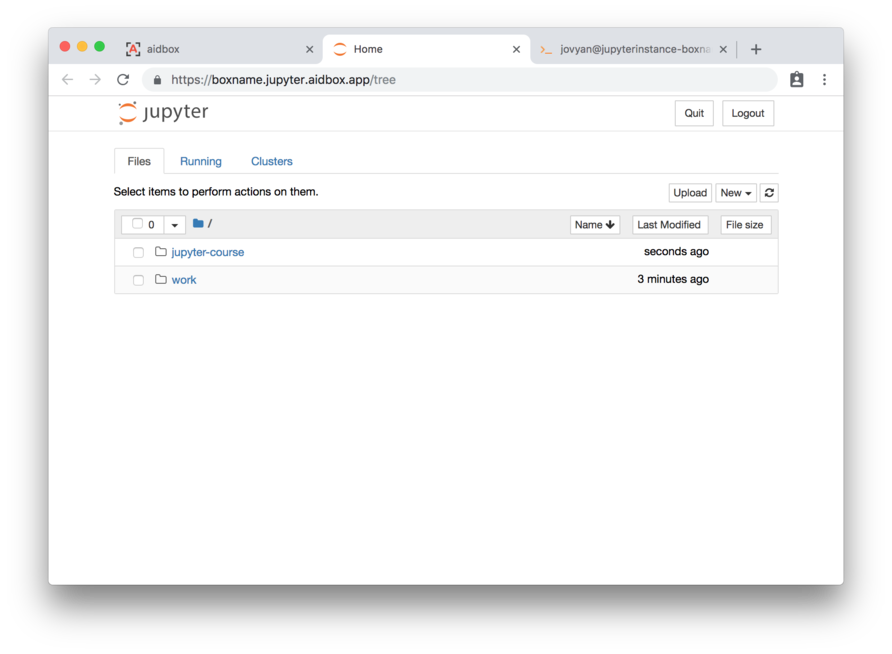 aidbox
Home
jovyan@jupyterinstance-boxna
https://boxname.jupyter.aidbox.app/tree
jupyter
Quit
Logout
Files
Running
Clusters
Select items to perform actions on them.
Upload
New
0
/
Name
Last Modified
File size
jupyter-course
seconds ago
work
3 minutes ago